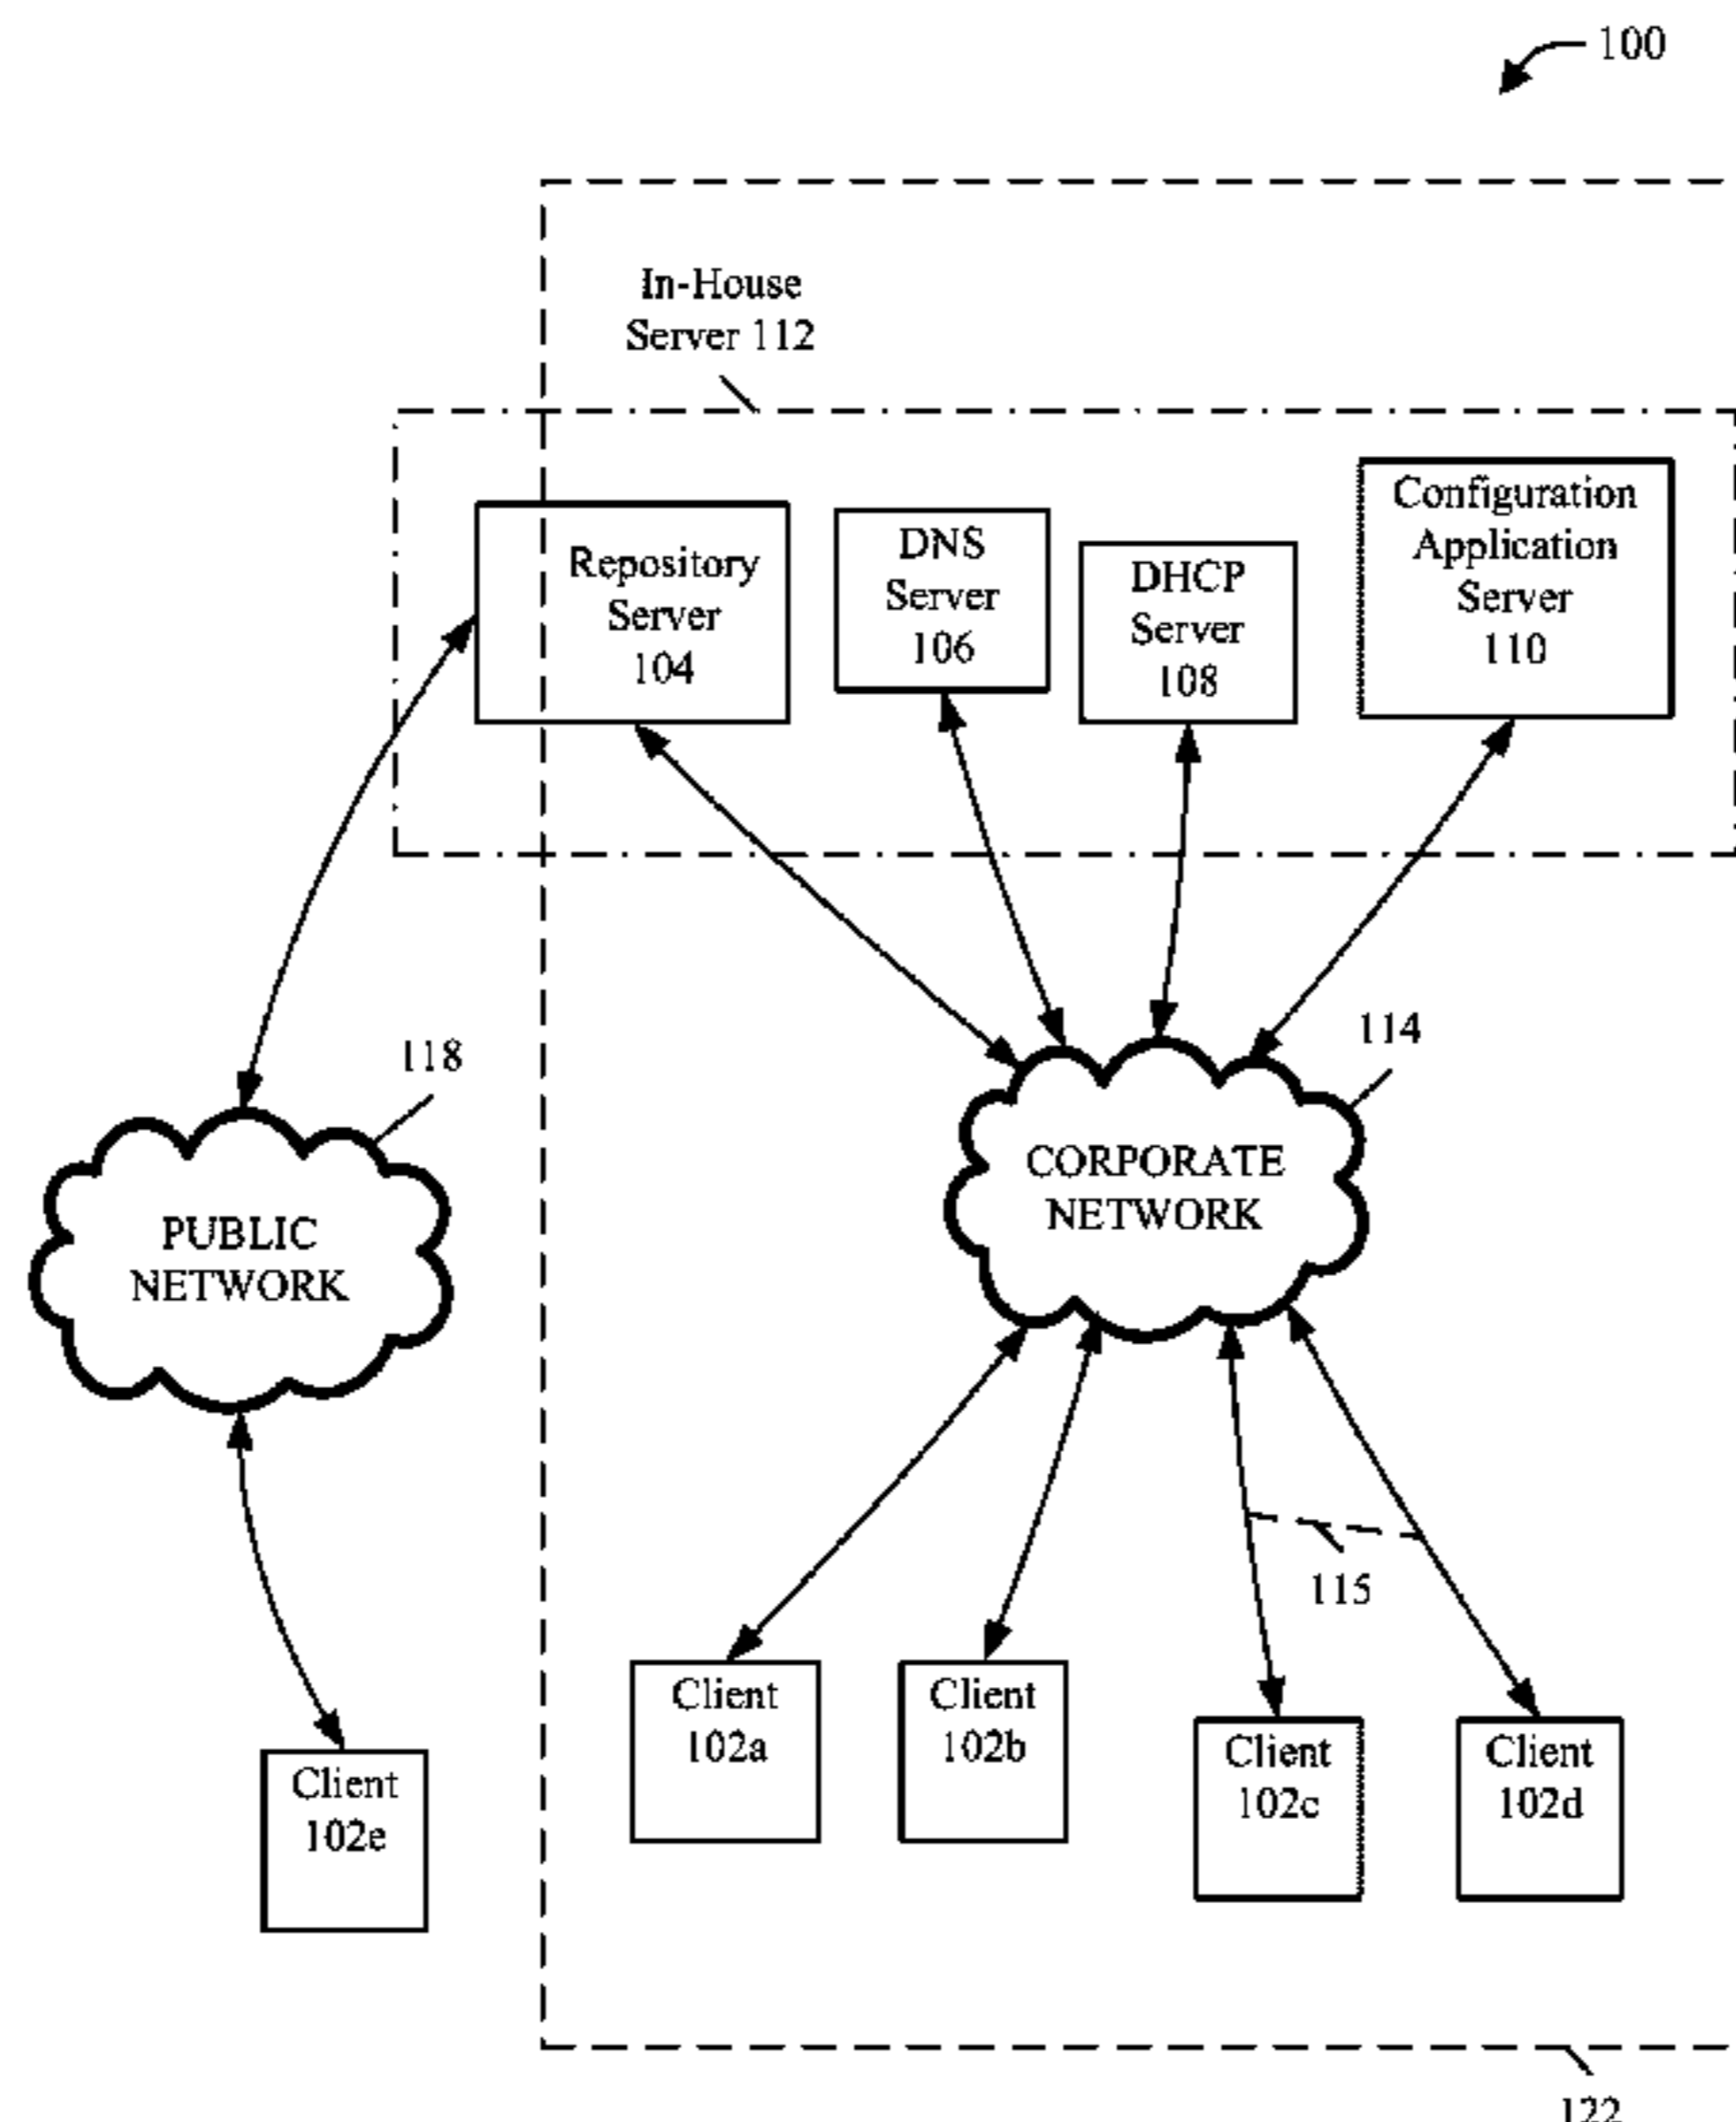 100
In-House
Server 112
Repository
Server
104
DNS
Server
106
DHCP
Server
108
Configuration
Application
Server
110
118
114
PUBLIC
NETWORK
CORPORATE
NETWORK
115
Client
102a
Client
102b
Client
102c
Client
102d
Client
102e
122